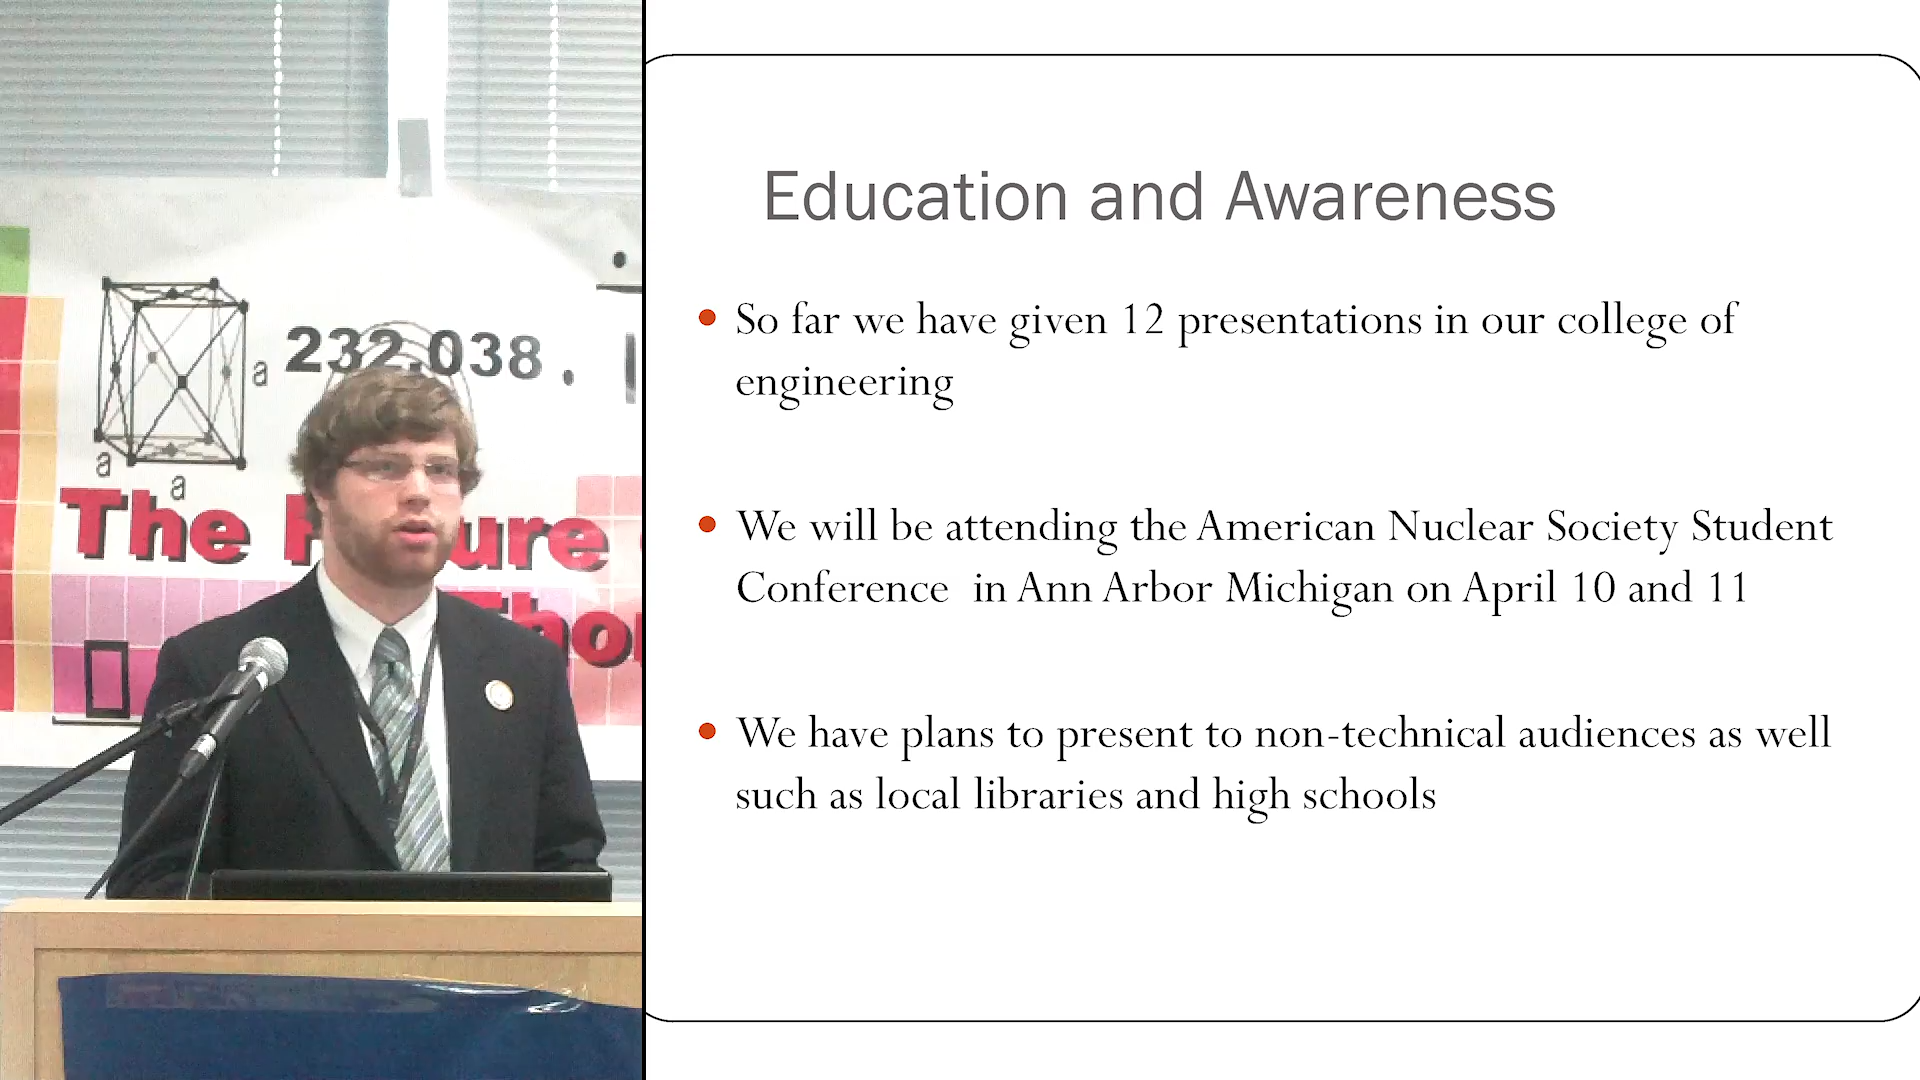 a
232.038
a
a
The
Education and Awareness
• So far we have given 12 presentations in our college of
engineering
• We will be attending the American Nuclear Society Student
Conference in Ann Arbor Michigan on April 10 and 11
• We have plans to present to non-technical audiences as well
such as local libraries and high schools